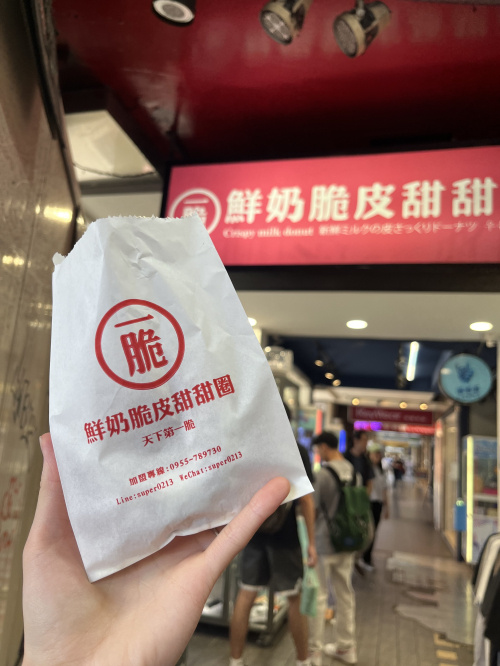 一脆
鮮奶脆皮甜甜
Crispy milk donut 新鮮ミルクの皮さっくりドーナツ
一脆
鮮奶脆皮甜甜圈
天下第一脆
加盟專線:0955-789730
Line:super0213 WeChat:super0213